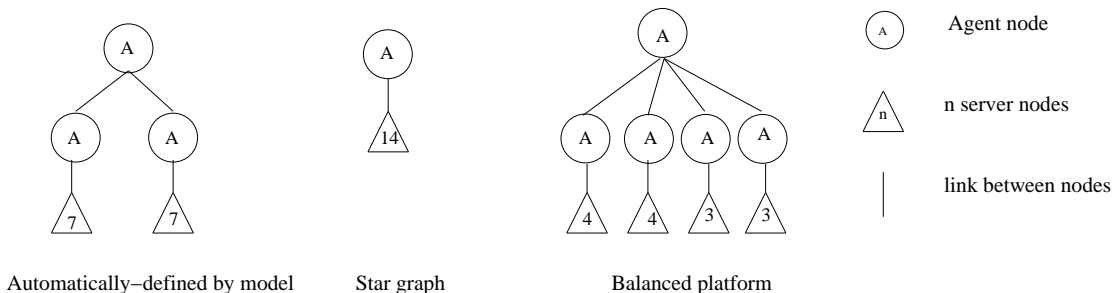 A
A
A
7
7
Automatically−defined by model
A
14
Star graph
A
A
A
A
A
4
4
3
3
Balanced platform
A
Agent node
n
n server nodes
link between nodes